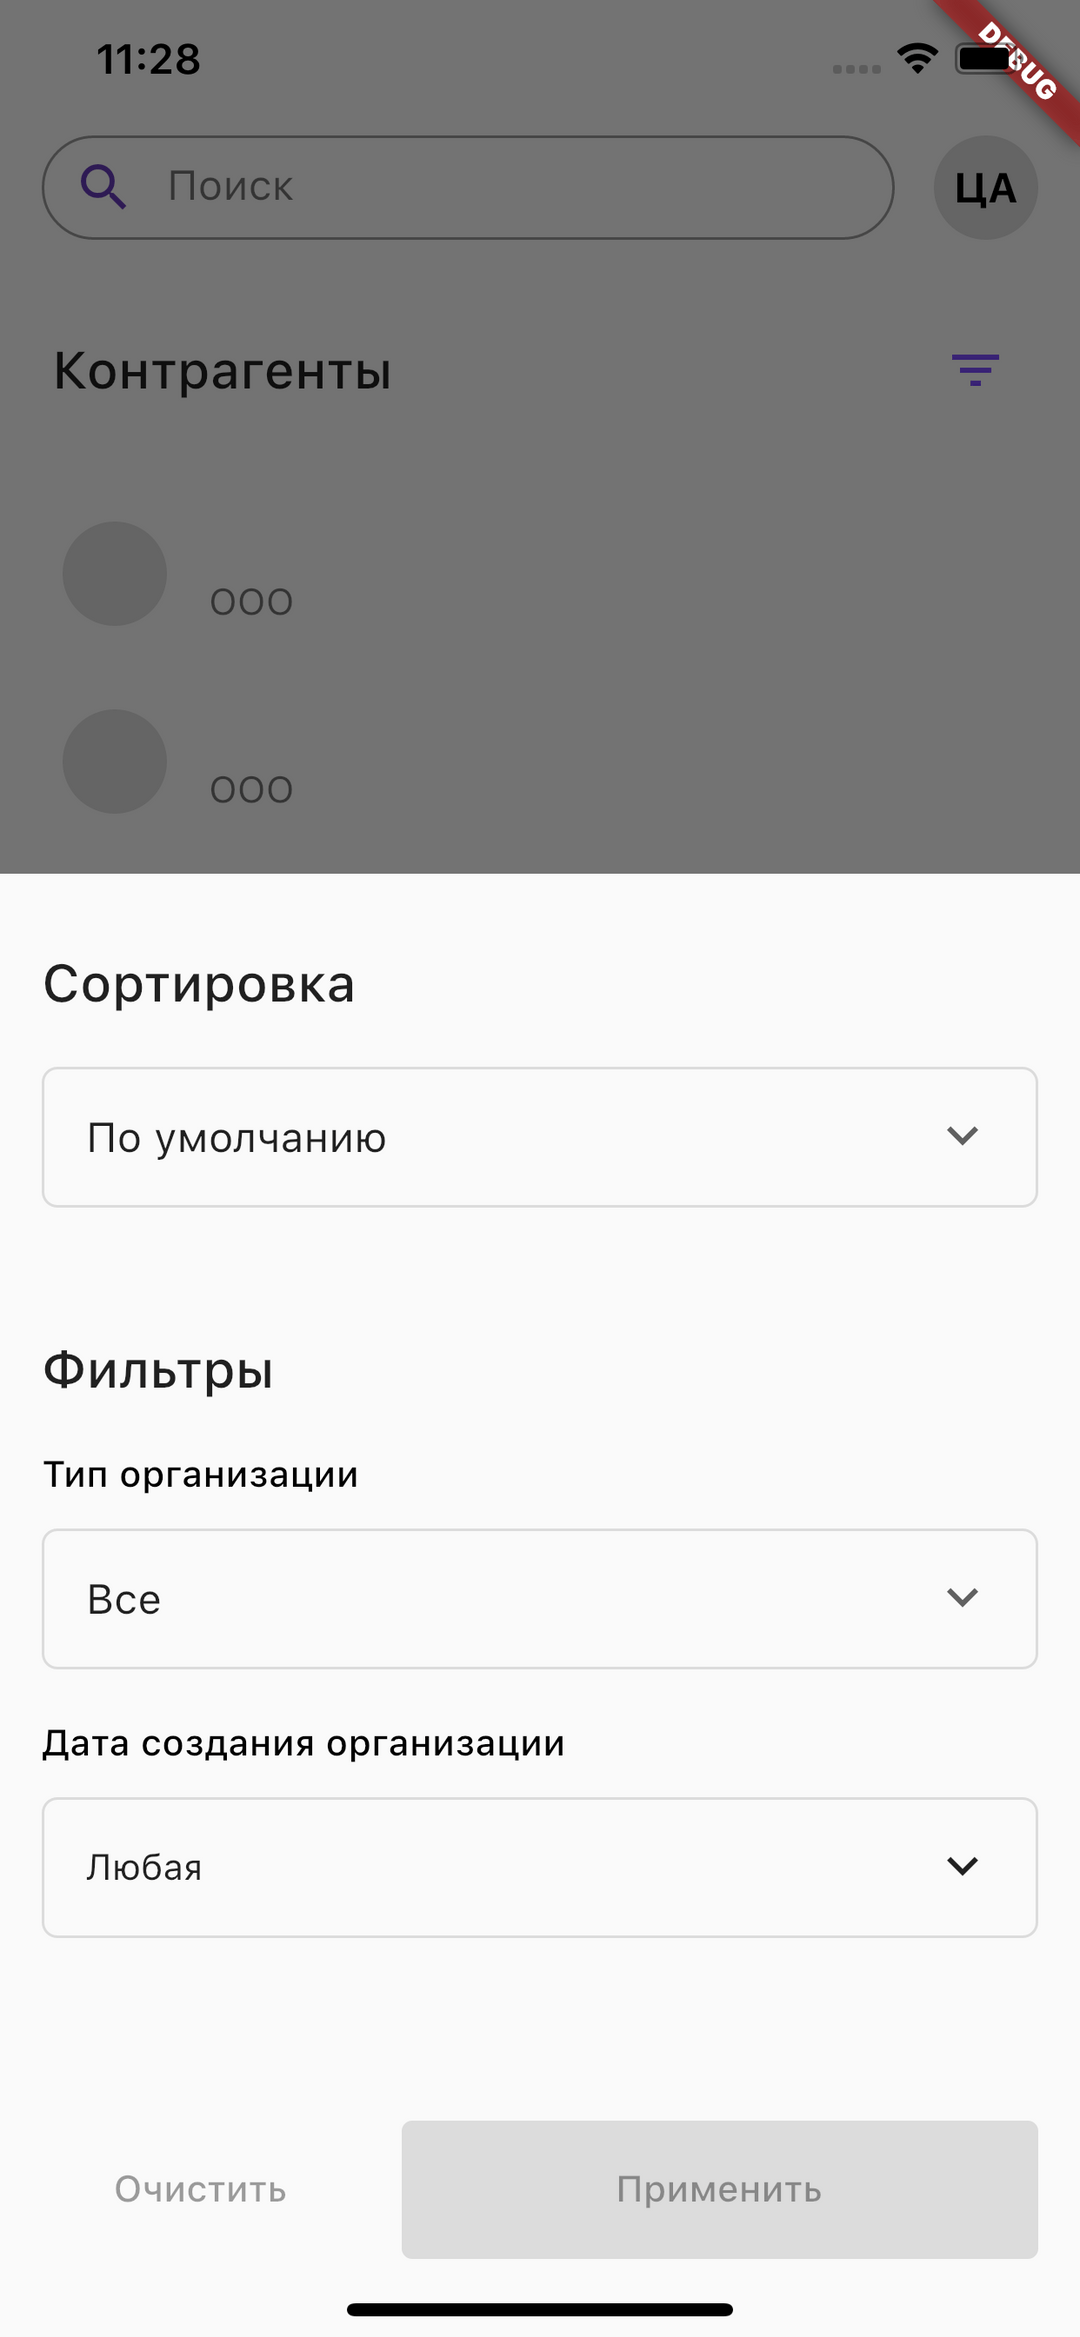 11:28
DEBUG
Поиск
ЦА
Контрагенты
ООО
ООО
Сортировка
По умолчанию
Фильтры
Тип организации
Все
Дата создания организации
Любая
Очистить
Применить